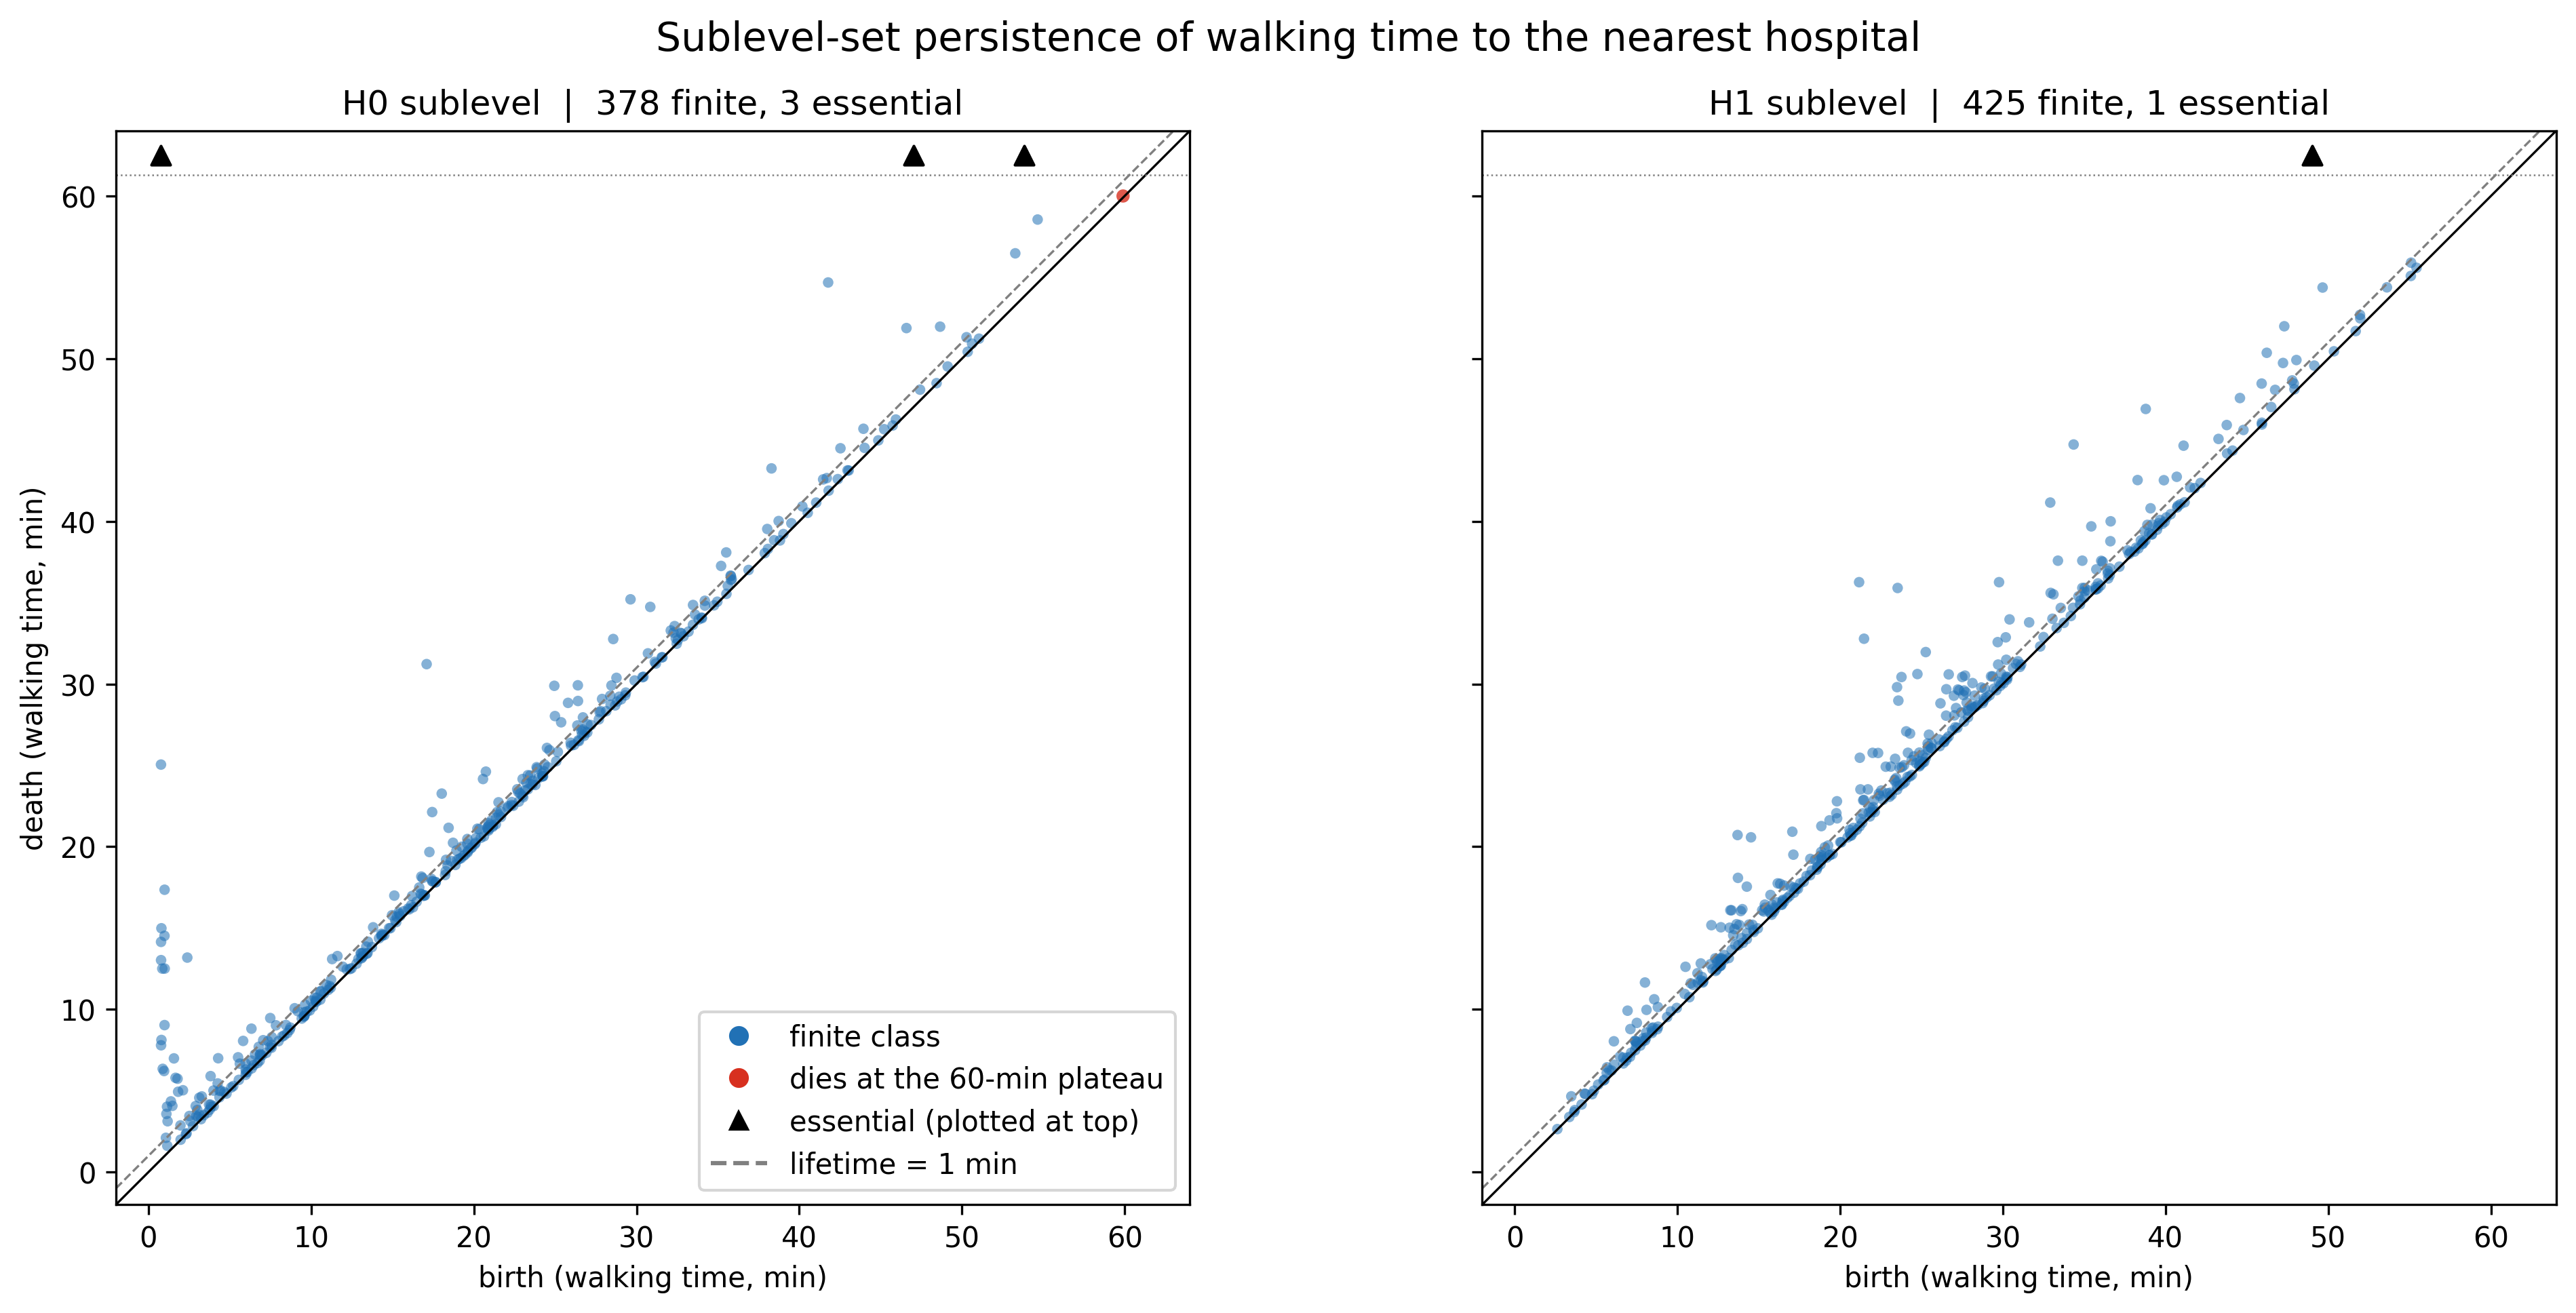 Sublevel-set persistence of walking time to the nearest hospital
H0 sublevel | 378 finite, 3 essential
60
50
40
30
20
10
0
death (walking time, min)
0 10 20 30 40 50 60
birth (walking time, min)
finite class
dies at the 60-min plateau
essential (plotted at top)
lifetime = 1 min
H1 sublevel | 425 finite, 1 essential
0 10 20 30 40 50 60
birth (walking time, min)